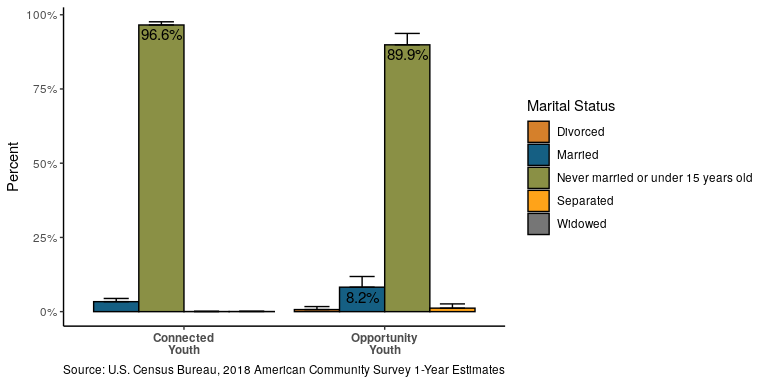 100%
75%
50%
25%
0%
Percent
96.6%
89.9%
8.2%
Connected
Youth
Opportunity
Youth
Marital Status
Divorced
Married
Never married or under 15 years old
Separated
Widowed
Source: U.S. Census Bureau, 2018 American Community Survey 1-Year Estimates